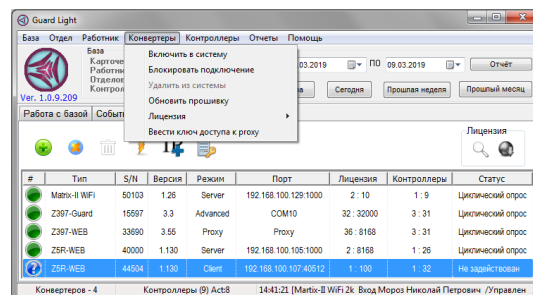 Guard Light
База Отдел Работник Конвертеры Контроллеры Отчеты Помощь
База
Включить в систему
Блокировать подключение
Удалить из системы
Обновить прошивку
Лицензия
Ввести ключ доступа к proxy
.03.2019 ПО 09.03.2019 Отчёт
Сегодня Прошлая неделя Прошлый месяц
Ver. 1.0.9.209
Работа с базой
Лицензия
# Тип S/N Версия Режим Порт Лицензия Контроллеры Статус
Matrix-II WiFi 50103 1.26 Server 192.168.100.129:1000 2 : 10 1 : 9 Циклический опрос
Z397-Guard 15597 3.3 Advanced COM10 32 : 32000 3 : 31 Циклический опрос
Z397-WEB 33690 3.55 Proxy Proxy 36 : 8168 3 : 31 Циклический опрос
Z5R-WEB 40000 1.130 Server 192.168.100.105:1000 2 : 8168 1 : 26 Циклический опрос
Z5R-WEB 44504 1.130 Client 192.168.100.107:40512 1 : 100 1 : 32 Не задействован
Конвертеров - 4 Контроллеры (9) Act:8 14:41:21 [Martix-II WiFi 2k Вход Мороз Николай Петрович /Управлен